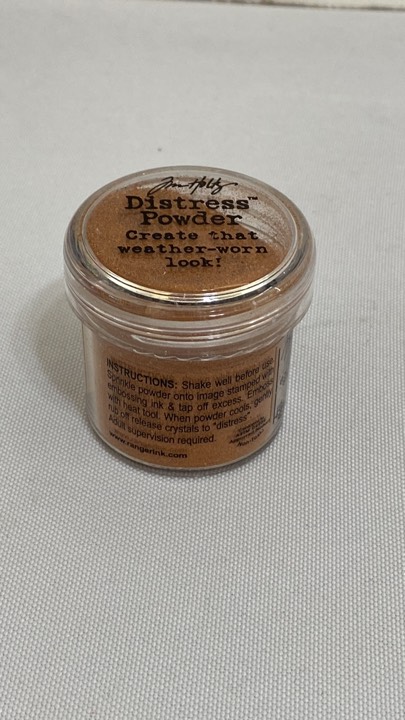 Tim Holtz
Distress™
Powder
Create that
weather-worn
look!
INSTRUCTIONS: Shake well before use.
Sprinkle powder onto image stamped with
embossing ink & tap off excess. Emboss
with heat tool. When powder cools, gently
rub off release crystals to "distress".
Adult supervision required.
www.rangerink.com